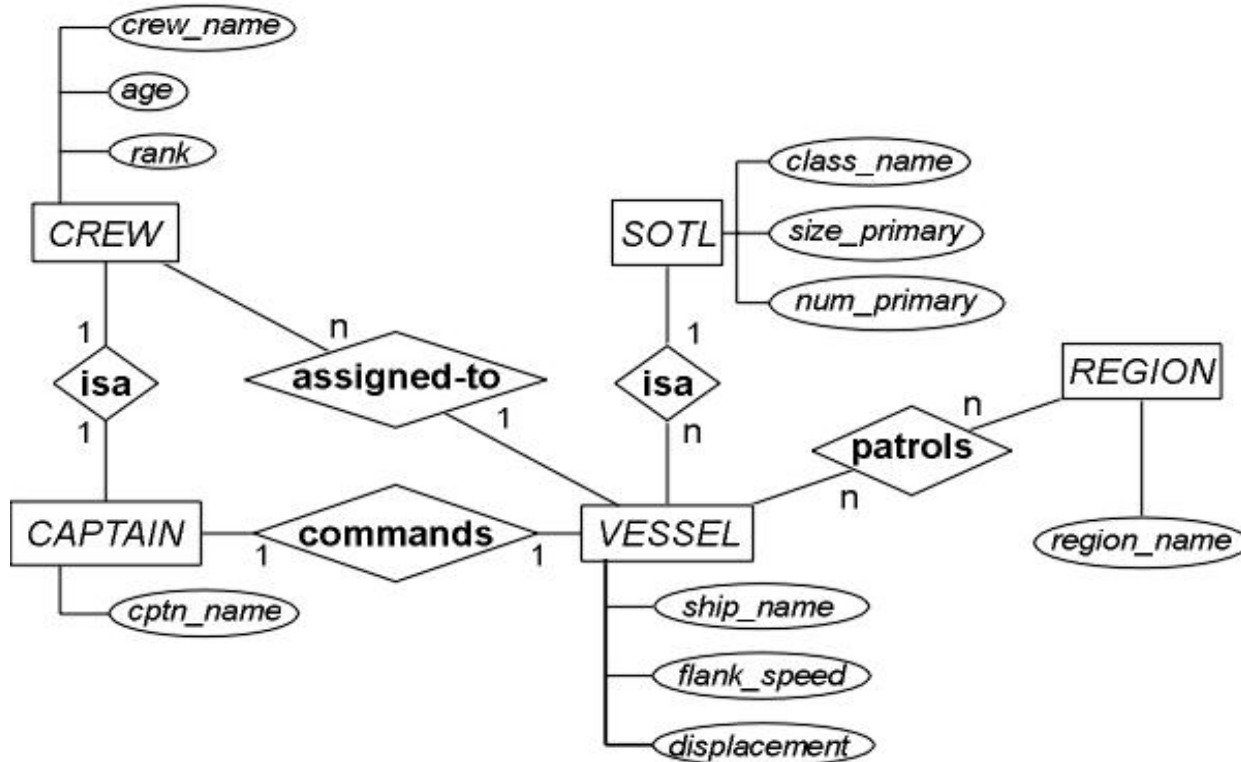 crew_name
age
rank
CREW
class_name
SOTL
size_primary
num_primary
1
n
1
isa
assigned-to
isa
REGION
1
1
n
n
patrols
n
CAPTAIN
1
commands
1
VESSEL
region_name
cptn_name
ship_name
flank_speed
displacement